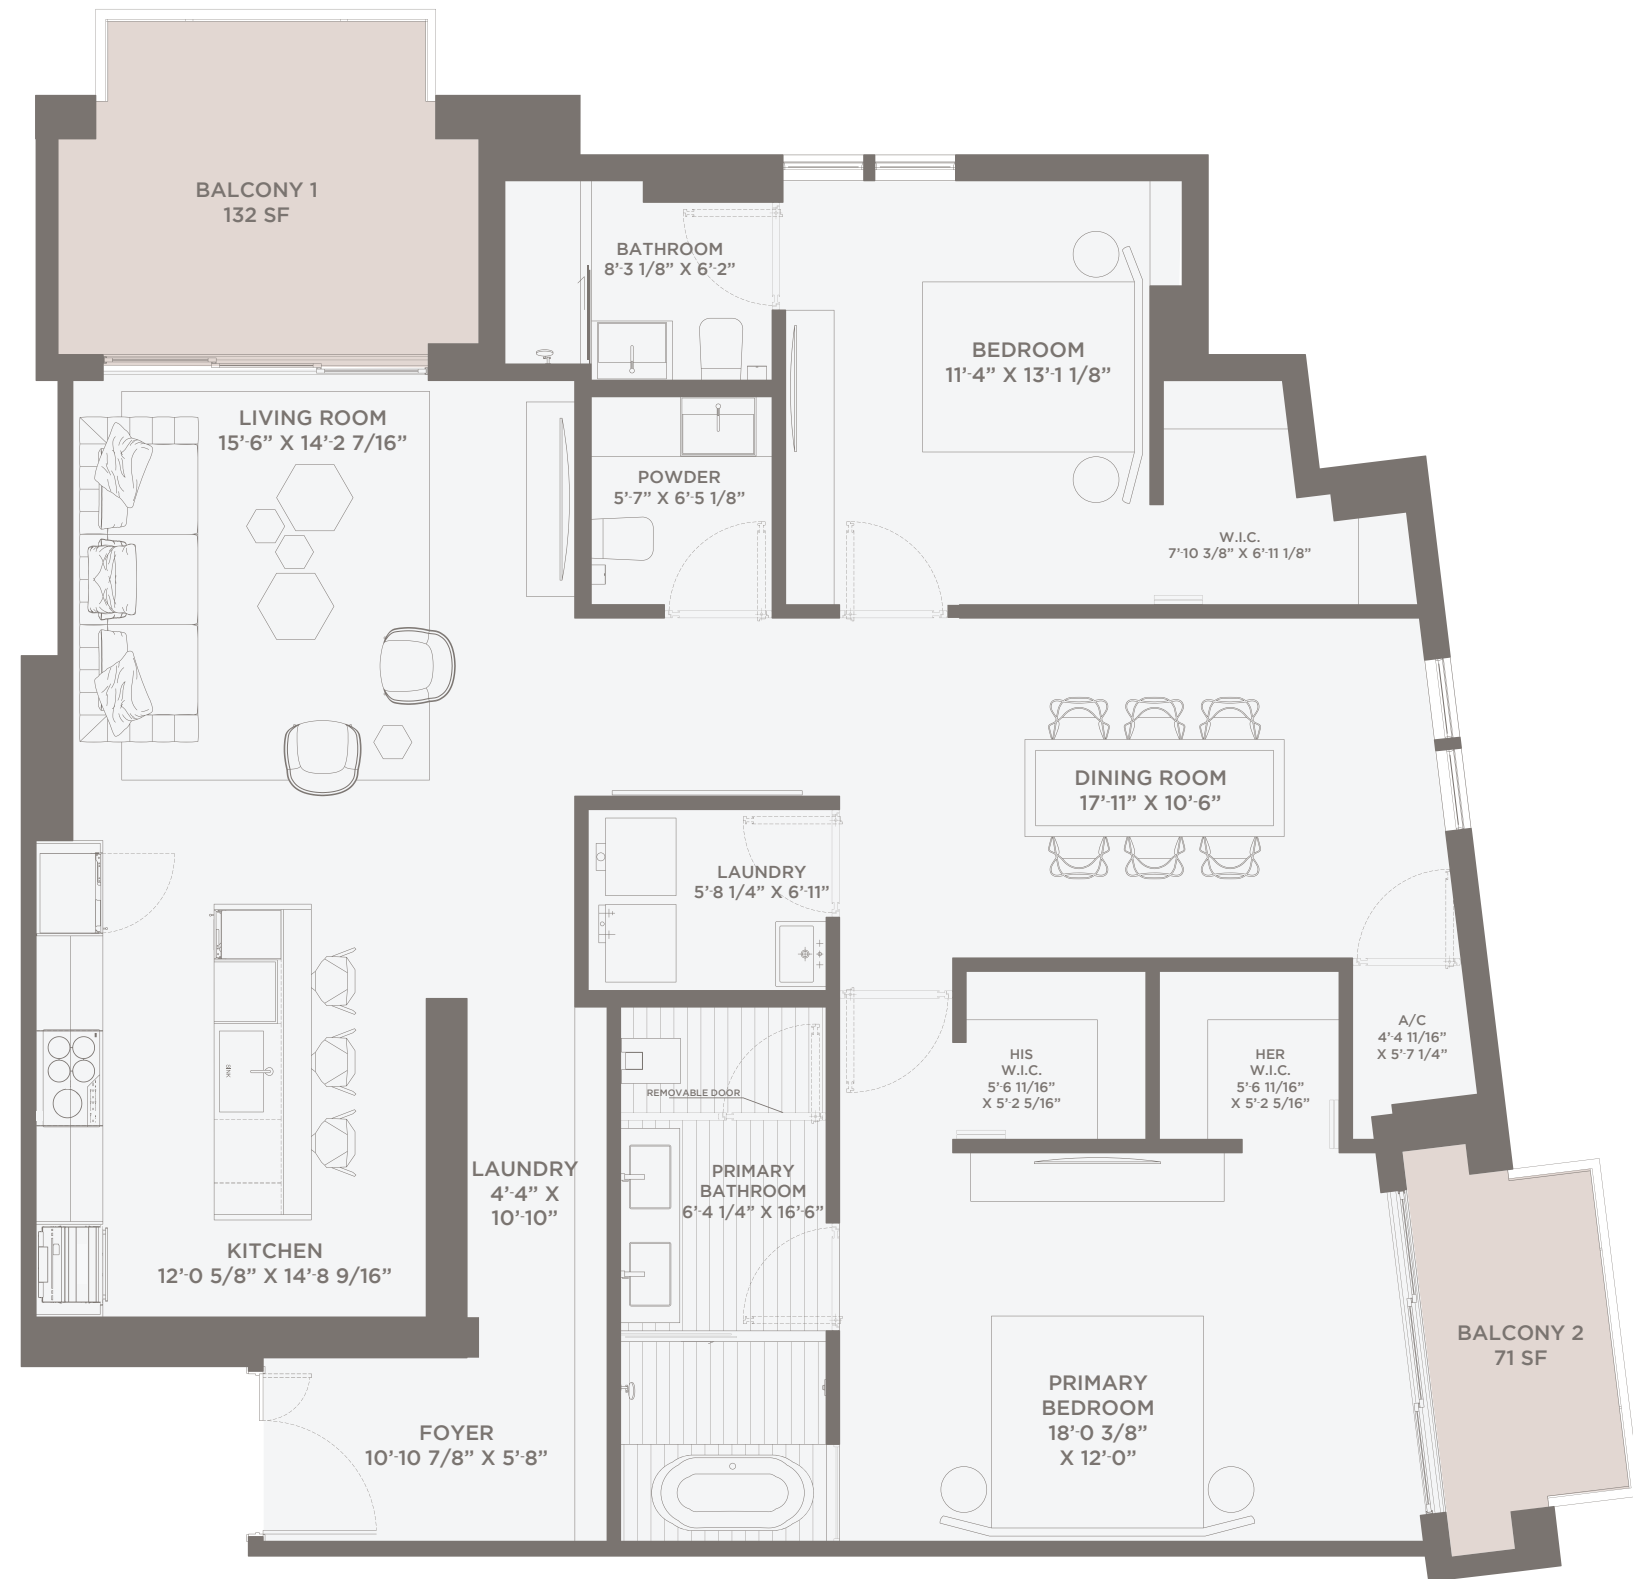 BALCONY 1
132 SF
BATHROOM
8'-3 1/8” X 6'-2”
BEDROOM
11'-4” X 13'-1 1/8”
LIVING ROOM
15'-6” X 14'-2 7/16”
POWDER
5'-7” X 6'-5 1/8”
W.I.C.
7'-10 3/8” X 6'-11 1/8”
DINING ROOM
17'-11” X 10'-6”
LAUNDRY
5'-8 1/4” X 6'-11”
A/C
4'-4 11/16”
X 5'-7 1/4”
HIS
W.I.C.
5'-6 11/16”
X 5'-2 5/16”
HER
W.I.C.
5'-6 11/16”
X 5'-2 5/16”
REMOVABLE DOOR
SINK
LAUNDRY
4'-4” X
10'-10”
PRIMARY
BATHROOM
6'-4 1/4” X 16'-6”
KITCHEN
12'-0 5/8” X 14'-8 9/16”
BALCONY 2
71 SF
PRIMARY
BEDROOM
18'-0 3/8”
X 12'-0”
FOYER
10'-10 7/8” X 5'-8”